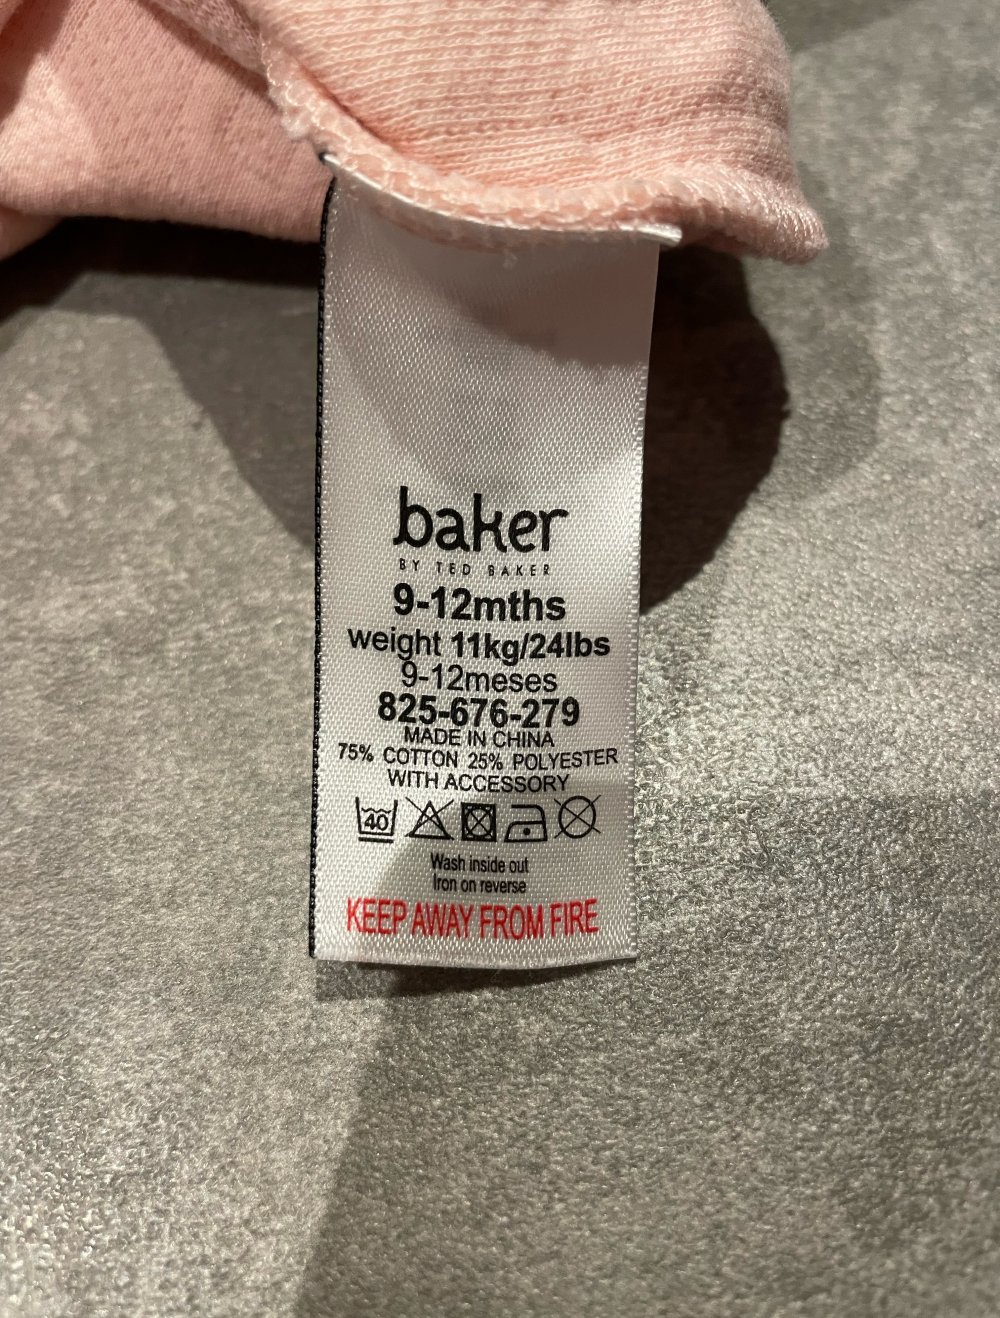 baker
BY TED BAKER
9-12mths
weight 11kg/24lbs
9-12meses
825-676-279
MADE IN CHINA
75% COTTON 25% POLYESTER
WITH ACCESSORY
40
Wash inside out
Iron on reverse
KEEP AWAY FROM FIRE